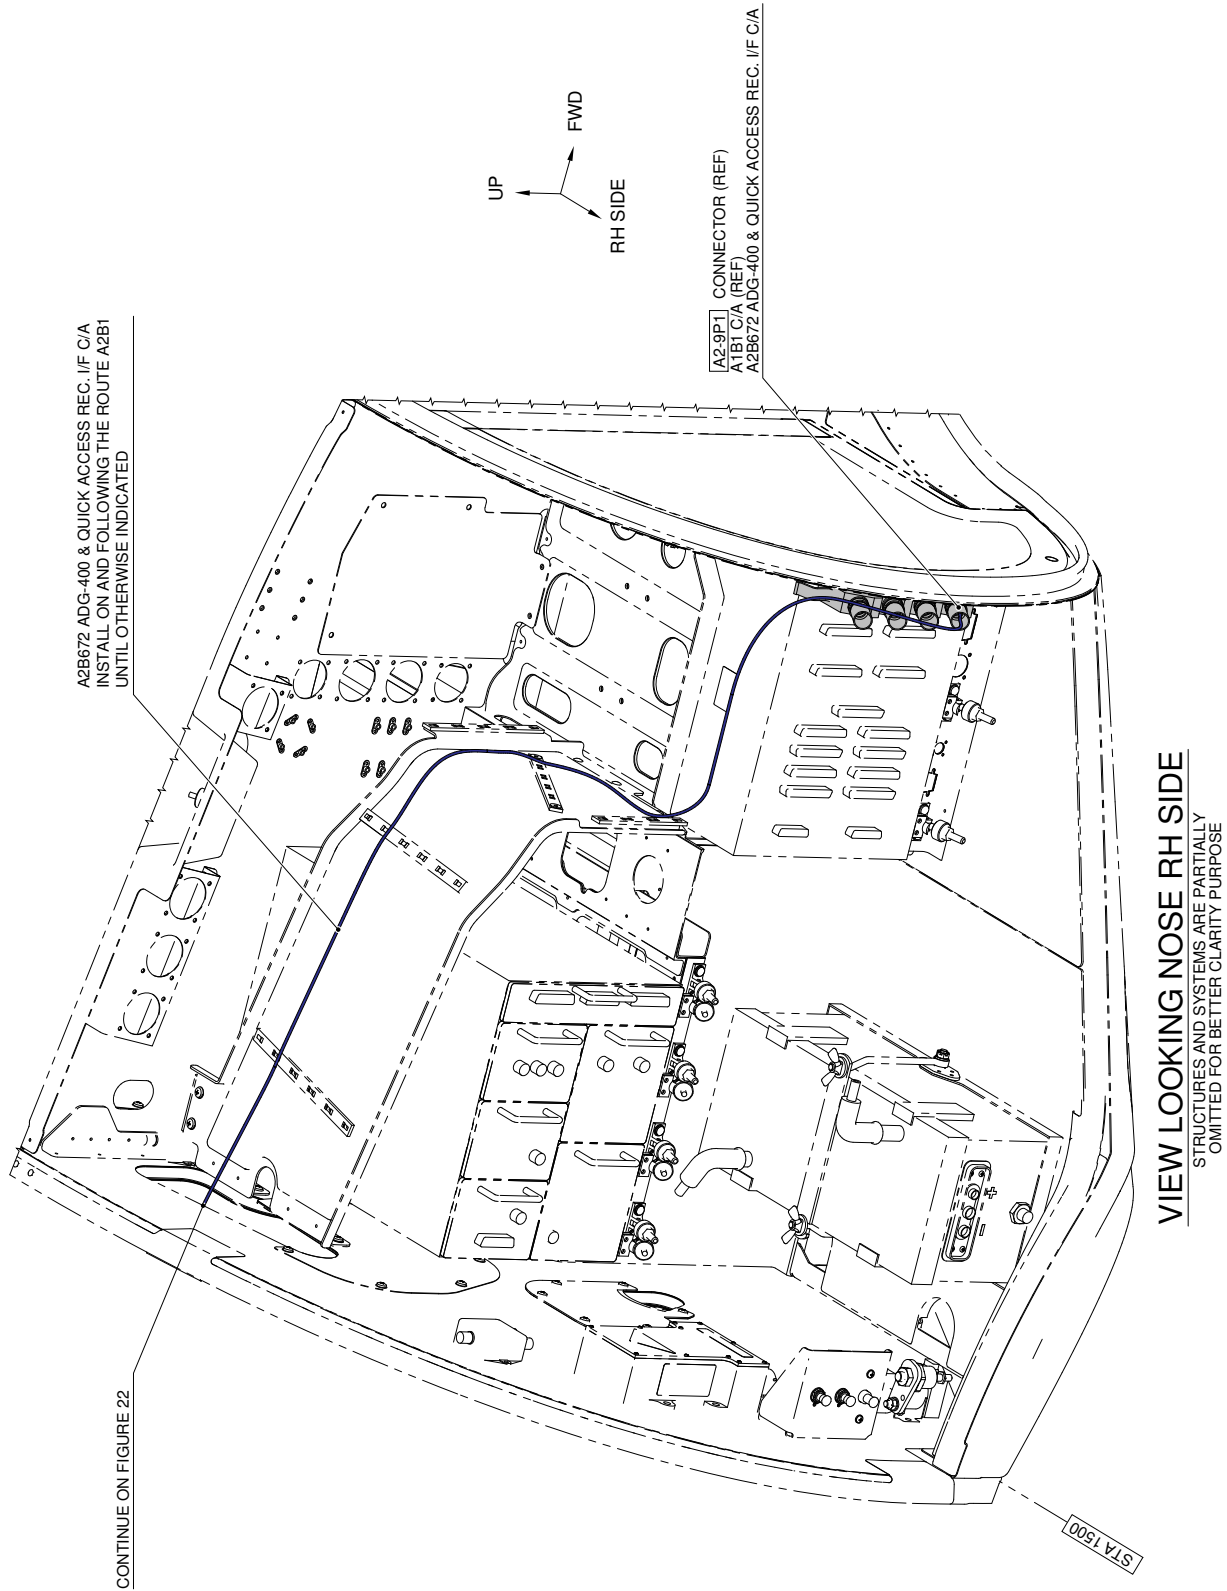 A2B672 ADG-400 & QUICK ACCESS REC. I/F C/A
INSTALL ON AND FOLLOWING THE ROUTE A2B1
UNTIL OTHERWISE INDICATED
CONTINUE ON FIGURE 22
UP
FWD
RH SIDE
A2-9P1 CONNECTOR (REF)
A1B1 C/A (REF)
A2B672 ADG-400 & QUICK ACCESS REC. I/F C/A
+
–
STA 1500
VIEW LOOKING NOSE RH SIDE
STRUCTURES AND SYSTEMS ARE PARTIALLY
OMITTED FOR BETTER CLARITY PURPOSE